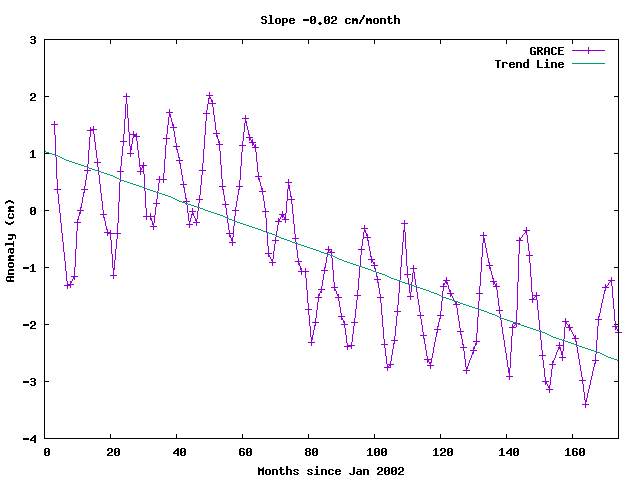 Slope -0.02 cm/month
GRACE
Trend Line
3
2
1
0
-1
-2
-3
-4
Anomaly (cm)
0 20 40 60 80 100 120 140 160
Months since Jan 2002